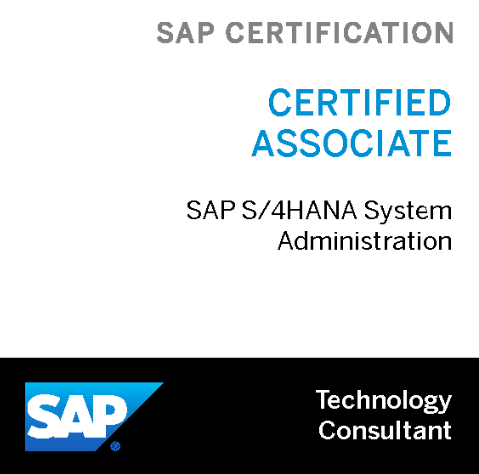 SAP CERTIFICATION
CERTIFIED
ASSOCIATE
SAP S/4HANA System
Administration
SAP®
Technology
Consultant